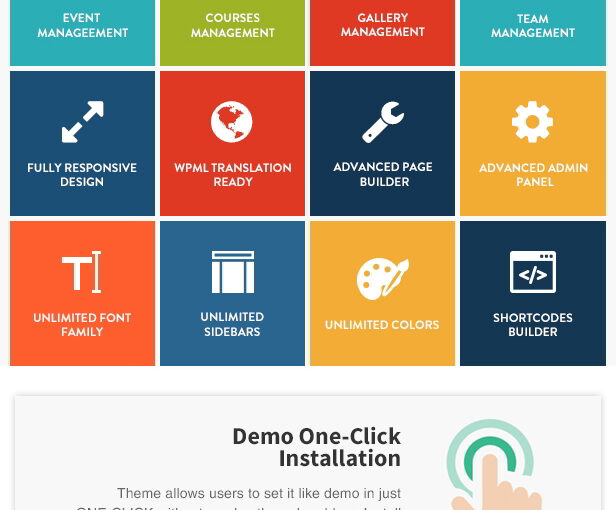 EVENT
MANAGEEMENT
COURSES
MANAGEMENT
GALLERY
MANAGEMENT
TEAM
MANAGEMENT
FULLY RESPONSIVE
DESIGN
WPML TRANSLATION
READY
ADVANCED PAGE
BUILDER
ADVANCED ADMIN
PANEL
UNLIMITED FONT
FAMILY
UNLIMITED
SIDEBARS
UNLIMITED COLORS
SHORTCODES
BUILDER
Demo One-Click
Installation
Theme allows users to set it like demo in just